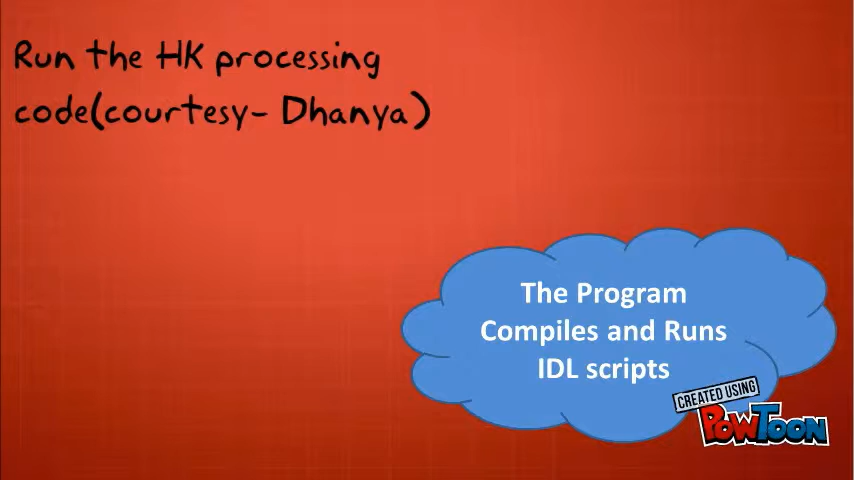 Run the HK processing
code(courtesy- Dhanya)
The Program
Compiles and Runs
IDL scripts
CREATED USING
POWTOON